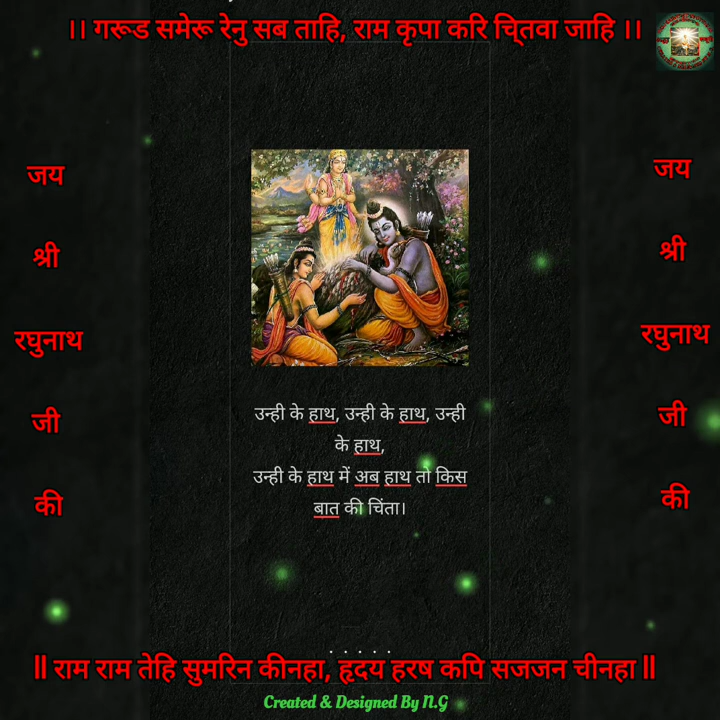 ।। गरूड समेरू रेनु सब ताहि, राम कृपा करि चि्तवा जाहि ।।
जय
श्री
रघुनाथ
जी
की
जय
श्री
रघुनाथ
जी
की
उन्ही के हाथ, उन्ही के हाथ, उन्ही
के हाथ,
उन्ही के हाथ में अब हाथ तो किस
बात की चिंता।
. . . . .
॥ राम राम तेहि सुमरिन कीनहा, हृदय हरष कपि सजजन चीनहा ॥
Created & Designed By N.G